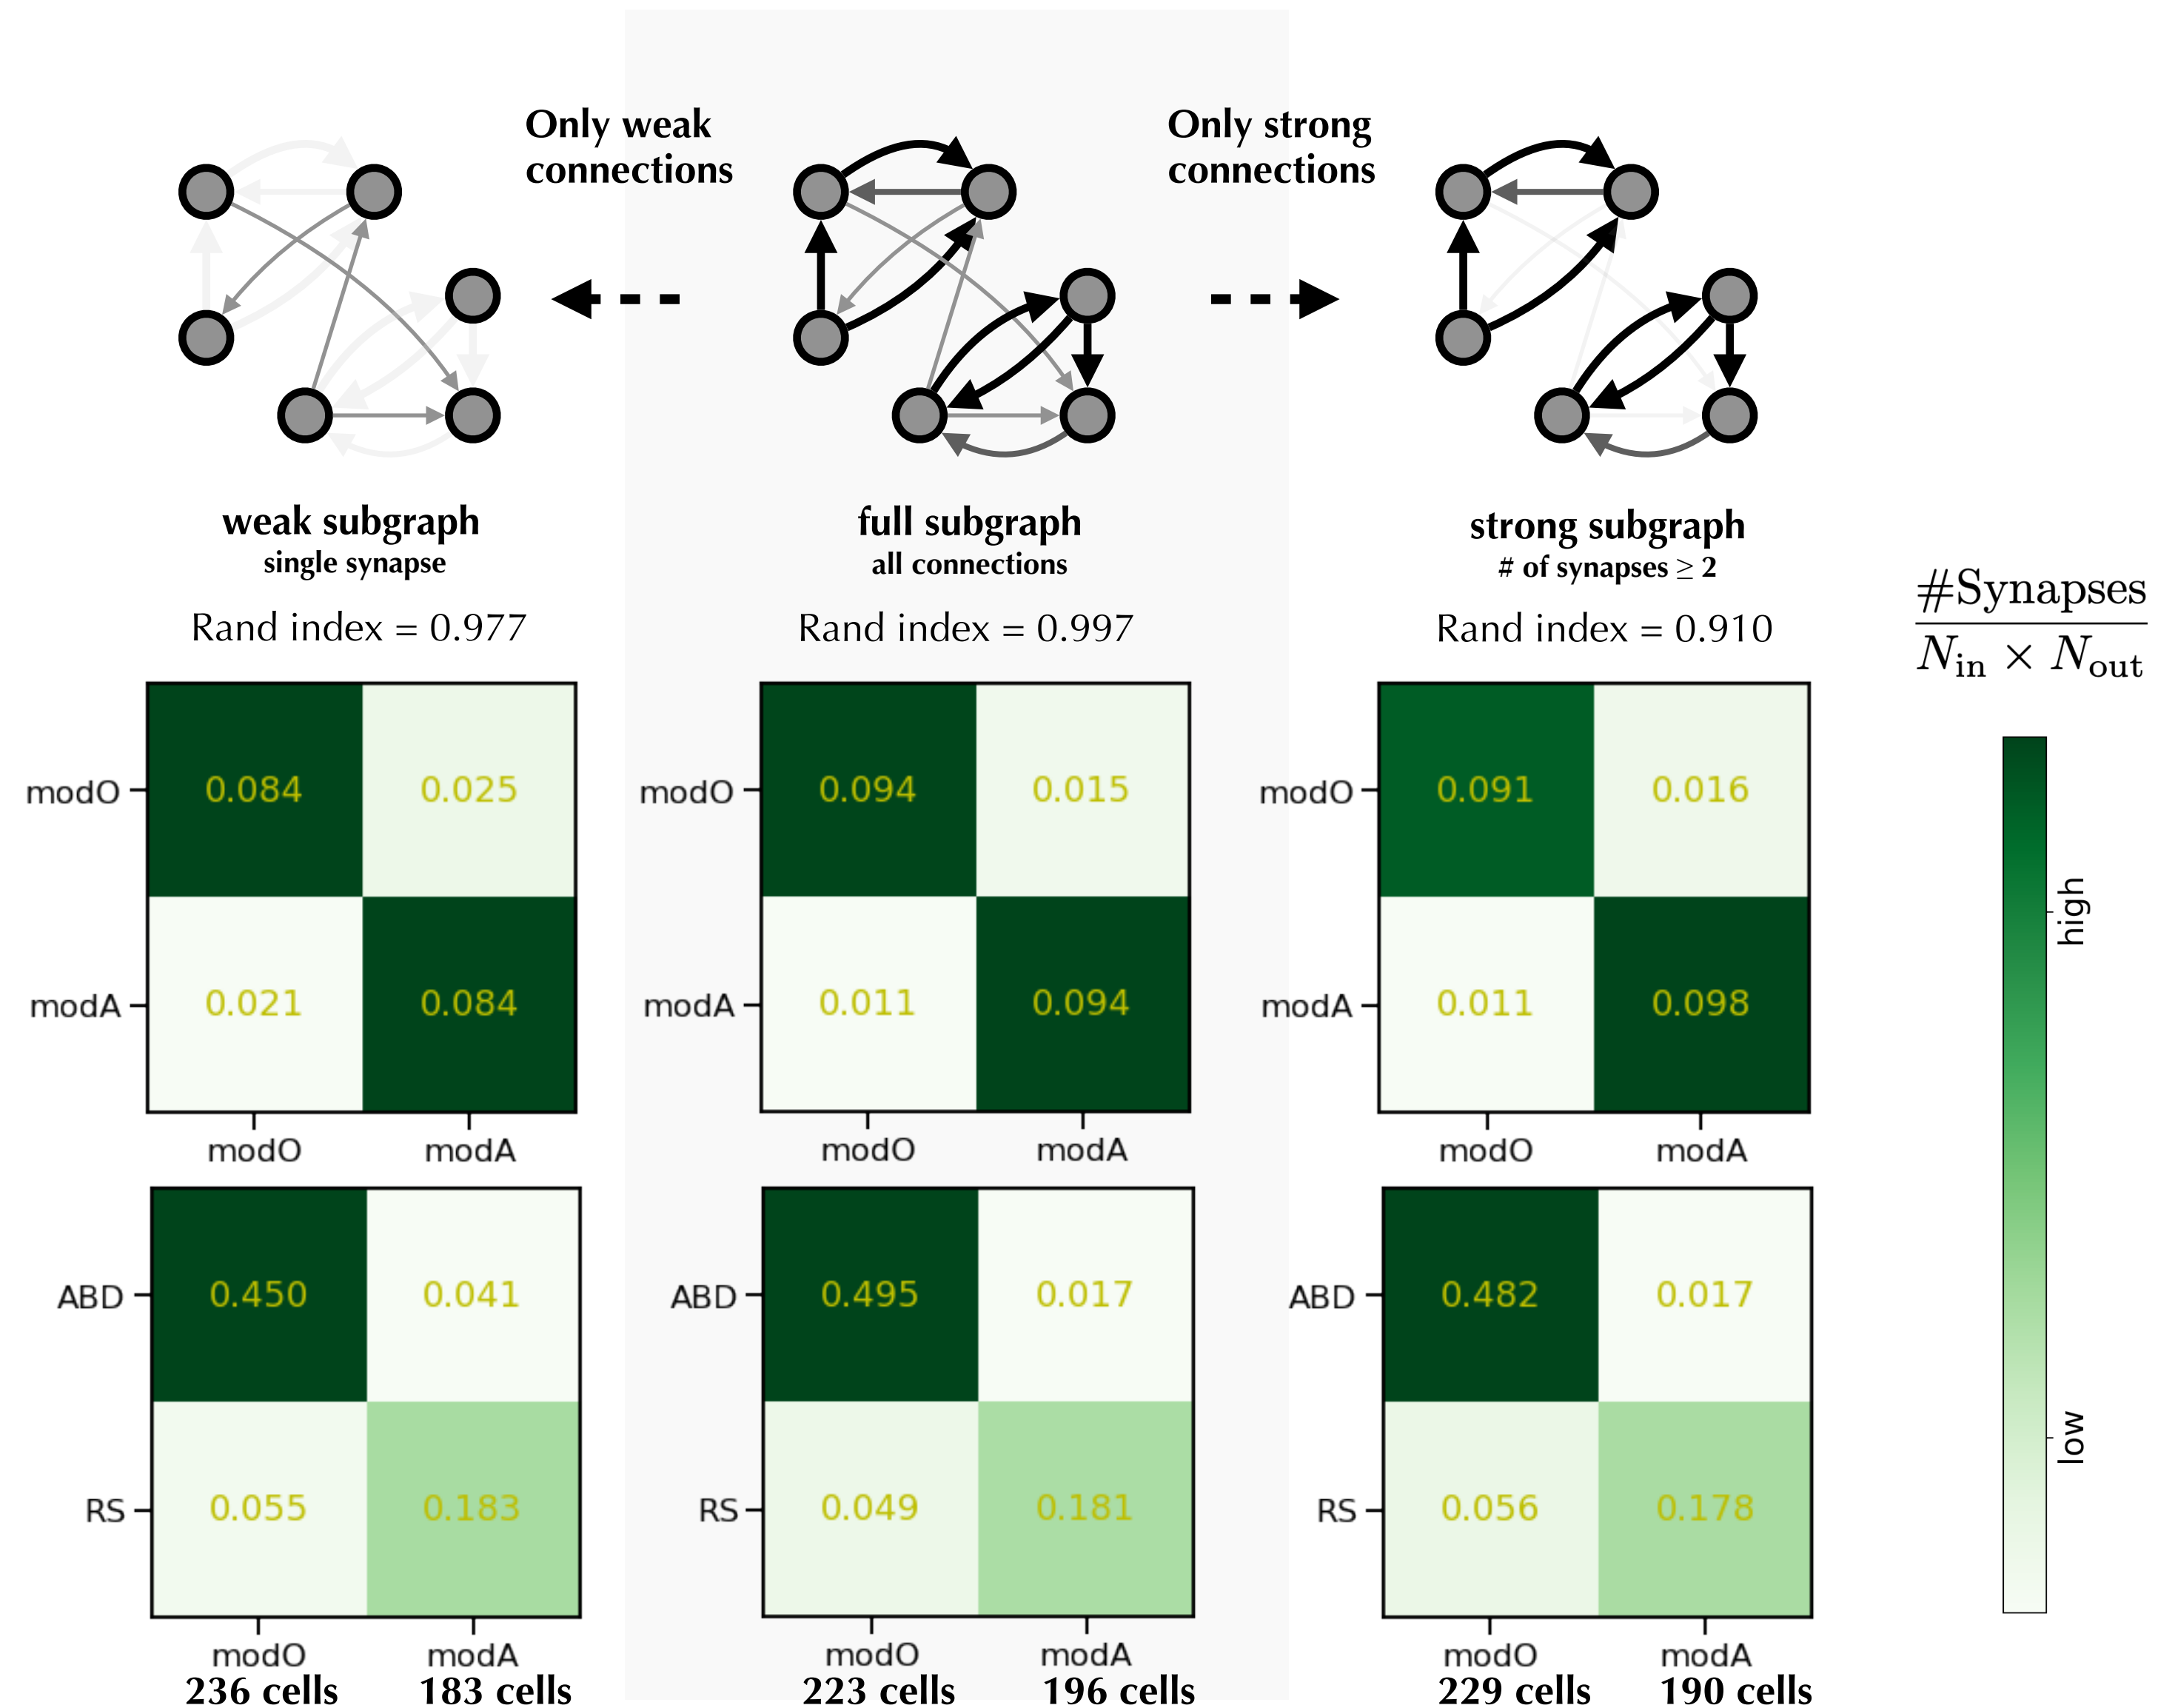 Only weak
connections
Only strong
connections
weak subgraph
single synapse
Rand index = 0.977
full subgraph
all connections
Rand index = 0.997
strong subgraph
# of synapses ≥ 2
Rand index = 0.910
#Synapses
N_in × N_out
modO 0.084 0.025
modA 0.021 0.084
modO modA
modO 0.094 0.015
modA 0.011 0.094
modO modA
modO 0.091 0.016
modA 0.011 0.098
modO modA
ABD 0.450 0.041
RS 0.055 0.183
modO modA
236 cells 183 cells
ABD 0.495 0.017
RS 0.049 0.181
modO modA
223 cells 196 cells
ABD 0.482 0.017
RS 0.056 0.178
modO modA
229 cells 190 cells
high
low